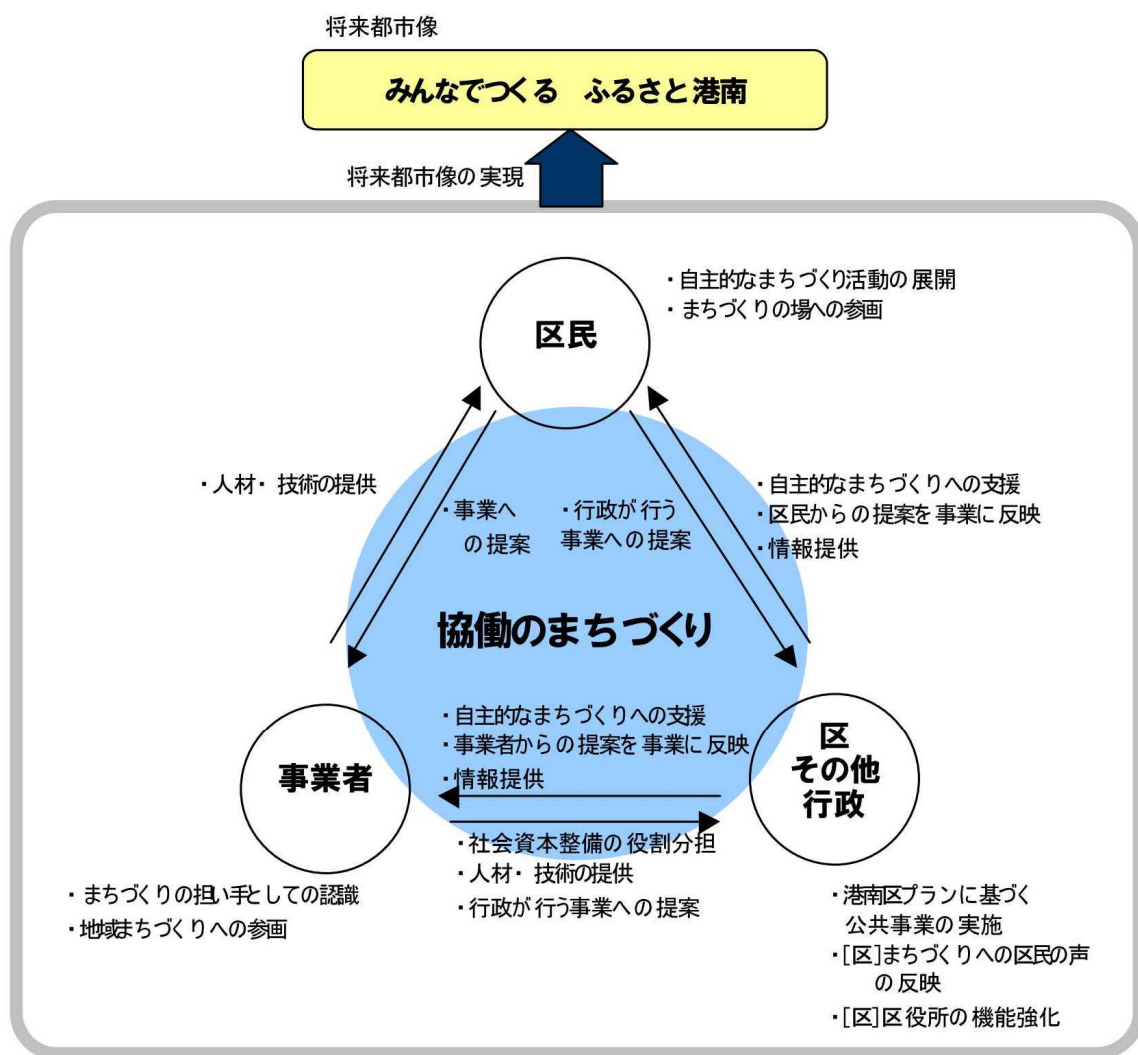 将来都市像
みんなでつくる　ふるさと港南
将来都市像の実現
区民
・自主的なまちづくり活動の展開
・まちづくりの場への参画
・人材・技術の提供
・事業へ
の提案
・行政が行う
事業への提案
・自主的なまちづくりへの支援
・区民からの提案を事業に反映
・情報提供
協働のまちづくり
・自主的なまちづくりへの支援
・事業者からの提案を事業に反映
・情報提供
事業者
区
その他
行政
・社会資本整備の役割分担
・人材・技術の提供
・行政が行う事業への提案
・まちづくりの担い手としての認識
・地域まちづくりへの参画
・港南区プランに基づく
公共事業の実施
・[区]まちづくりへの区民の声
の反映
・[区]区役所の機能強化